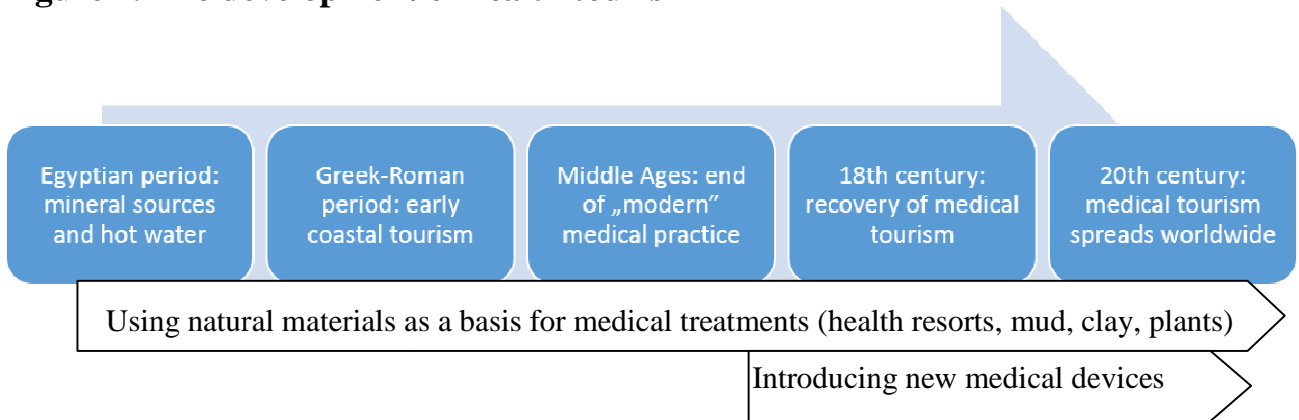 Egyptian period:
mineral sources
and hot water
Greek-Roman
period: early
coastal tourism
Middle Ages: end
of „modern”
medical practice
18th century:
recovery of medical
tourism
20th century:
medical tourism
spreads worldwide
Using natural materials as a basis for medical treatments (health resorts, mud, clay, plants)
Introducing new medical devices